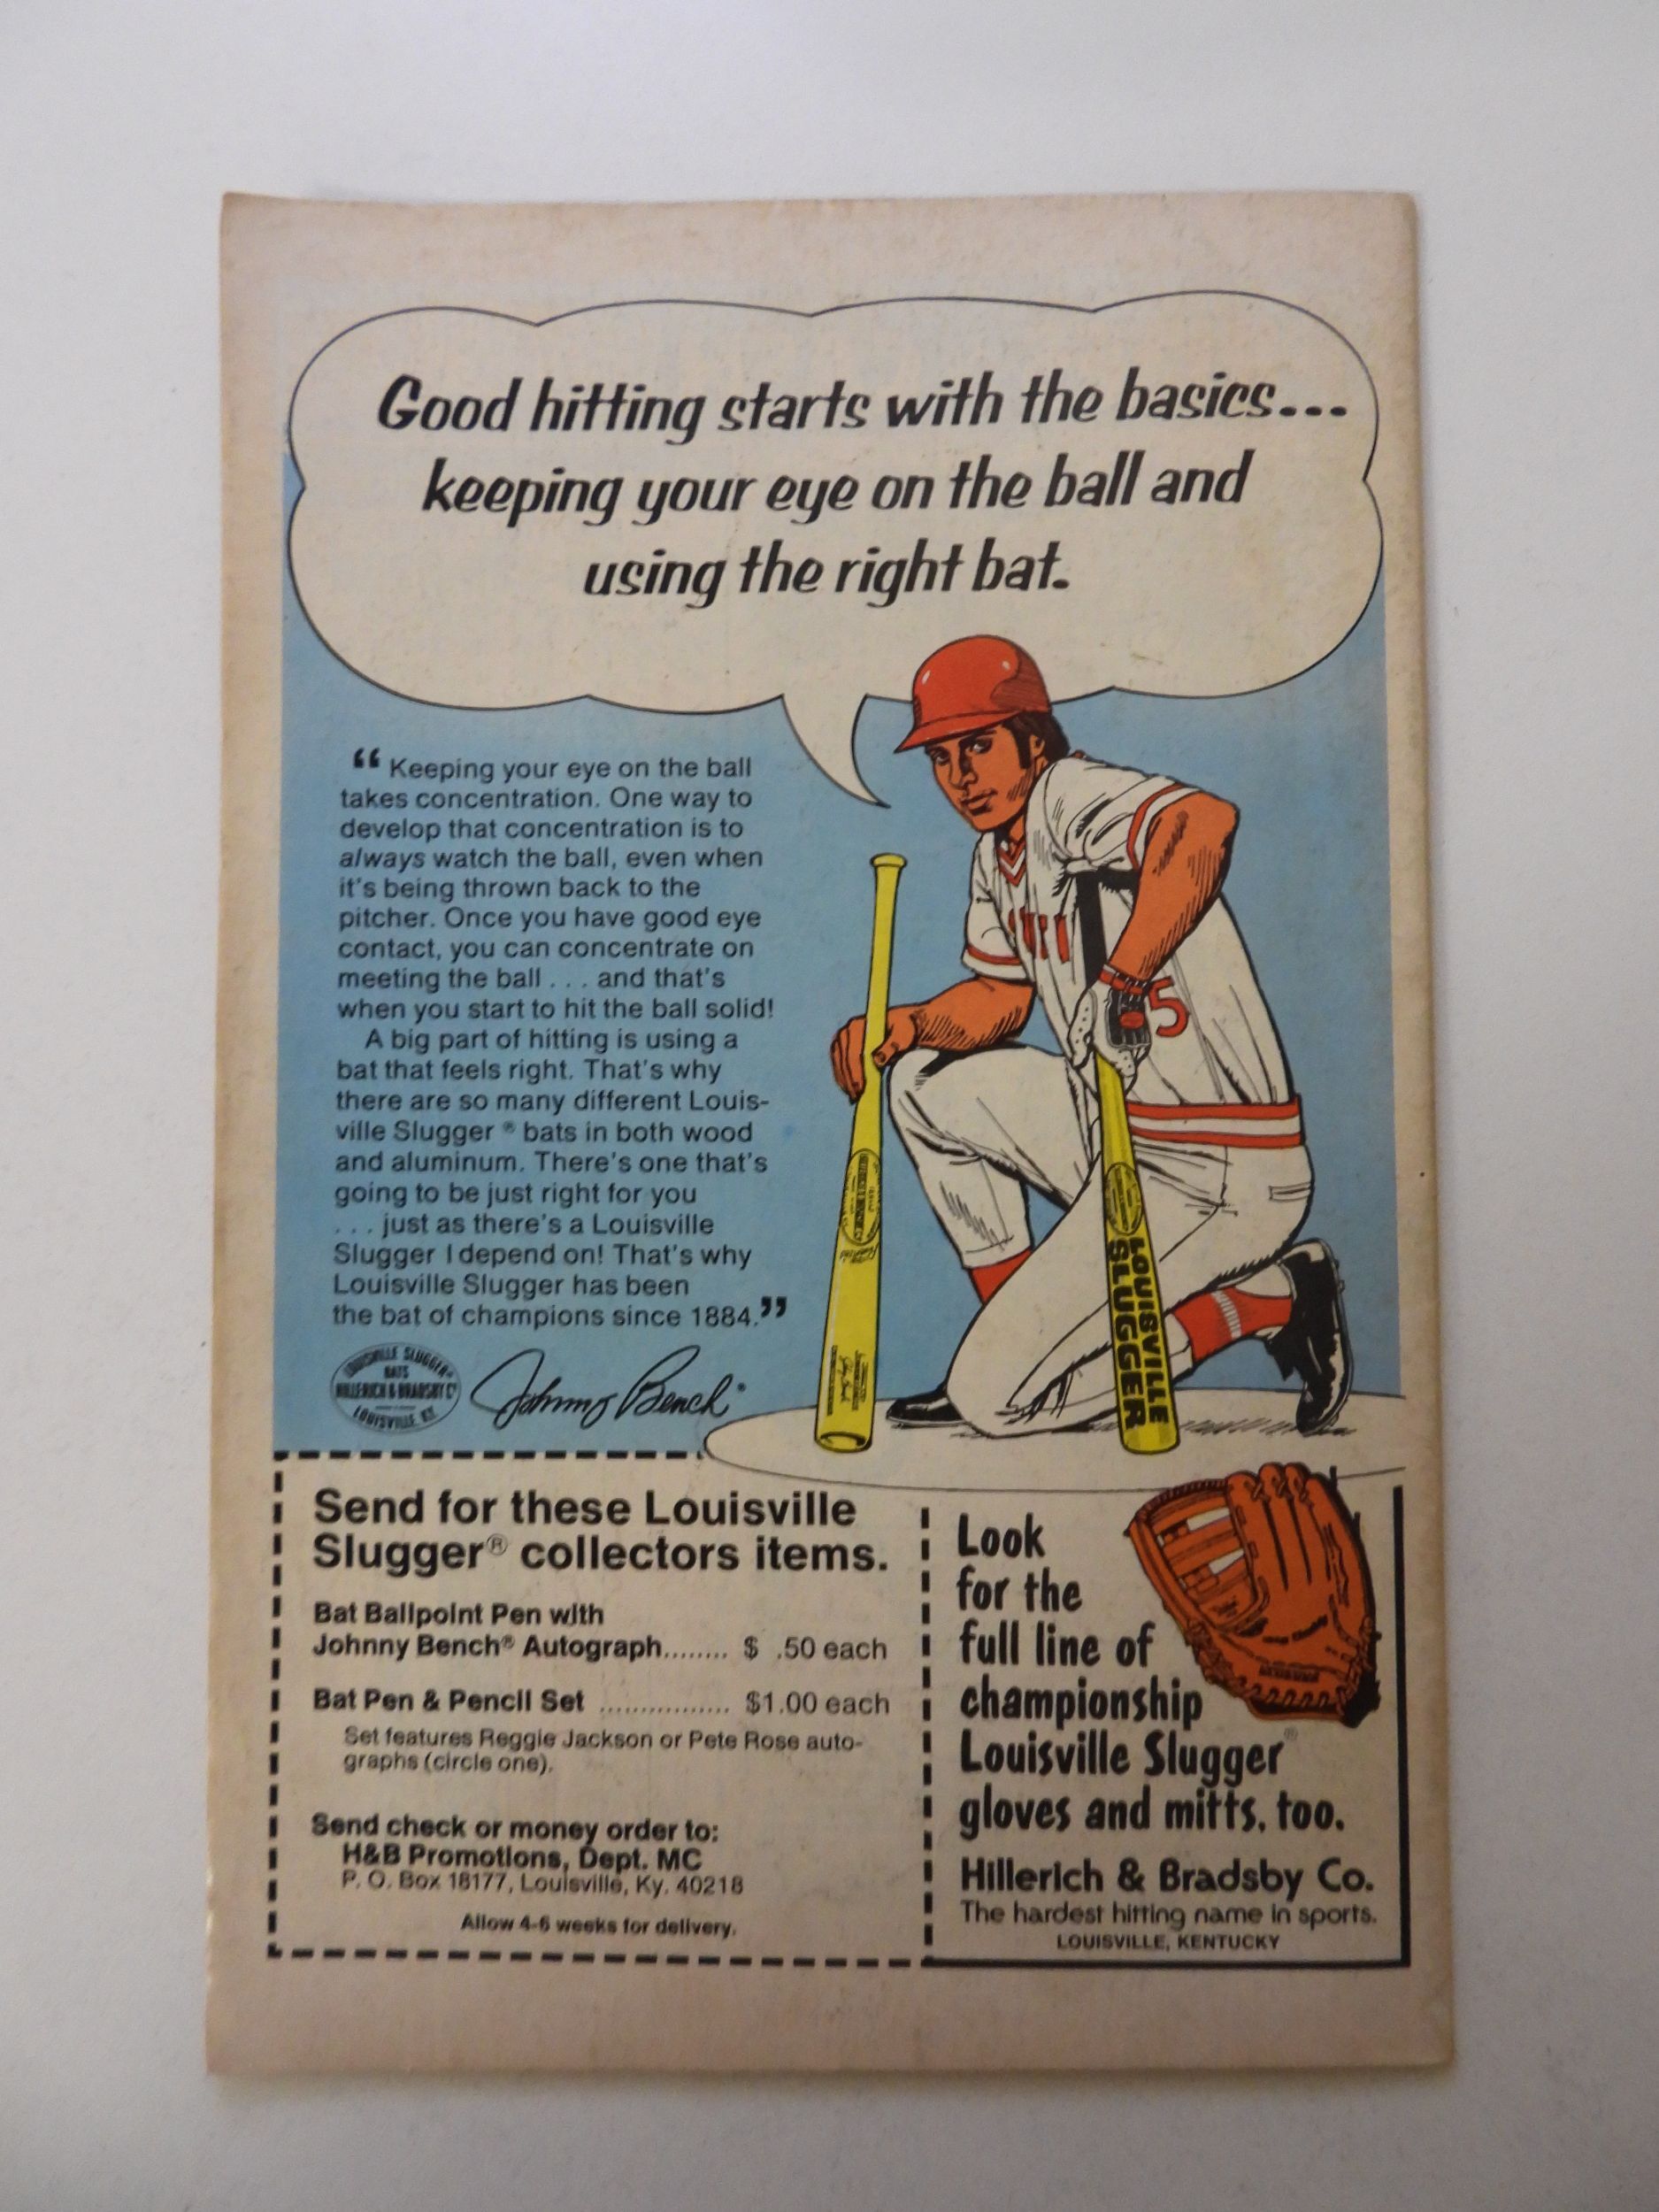 Good hitting starts with the basics...
keeping your eye on the ball and
using the right bat.
“Keeping your eye on the ball
takes concentration. One way to
develop that concentration is to
always watch the ball, even when
it's being thrown back to the
pitcher. Once you have good eye
contact, you can concentrate on
meeting the ball . . . and that's
when you start to hit the ball solid!
A big part of hitting is using a
bat that feels right. That's why
there are so many different Louis-
ville Slugger® bats in both wood
and aluminum. There's one that's
going to be just right for you
. . . just as there's a Louisville
Slugger I depend on! That's why
Louisville Slugger has been
the bat of champions since 1884.”
LOUISVILLE SLUGGER
BATS
HILLERICH & BRADSBY Co
LOUISVILLE KY.
Johnny Bench
5
LOUISVILLE
SLUGGER
Send for these Louisville
Slugger® collectors items.
Bat Ballpoint Pen with
Johnny Bench® Autograph........ $ .50 each
Bat Pen & Pencil Set ................ $1.00 each
Set features Reggie Jackson or Pete Rose auto-
graphs (circle one).
Send check or money order to:
H&B Promotions, Dept. MC
P. O. Box 18177, Louisville, Ky. 40218
Allow 4-6 weeks for delivery.
Look
for the
full line of
championship
Louisville Slugger®
gloves and mitts, too.
Hillerich & Bradsby Co.
The hardest hitting name in sports.
LOUISVILLE, KENTUCKY